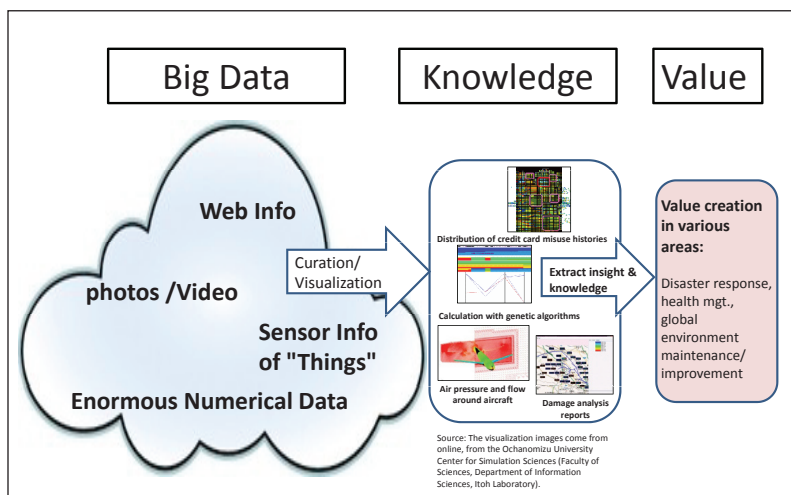 Big Data
Knowledge
Value
Web Info
photos /Video
Sensor Info
of "Things"
Enormous Numerical Data
Curation/
Visualization
Distribution of credit card misuse histories
Calculation with genetic algorithms
Air pressure and flow
around aircraft
Damage analysis
reports
Extract insight &
knowledge
Source: The visualization images come from
online, from the Ochanomizu University
Center for Simulation Sciences (Faculty of
Sciences, Department of Information
Sciences, Itoh Laboratory).
Value creation
in various
areas:
Disaster response,
health mgt.,
global
environment
maintenance/
improvement